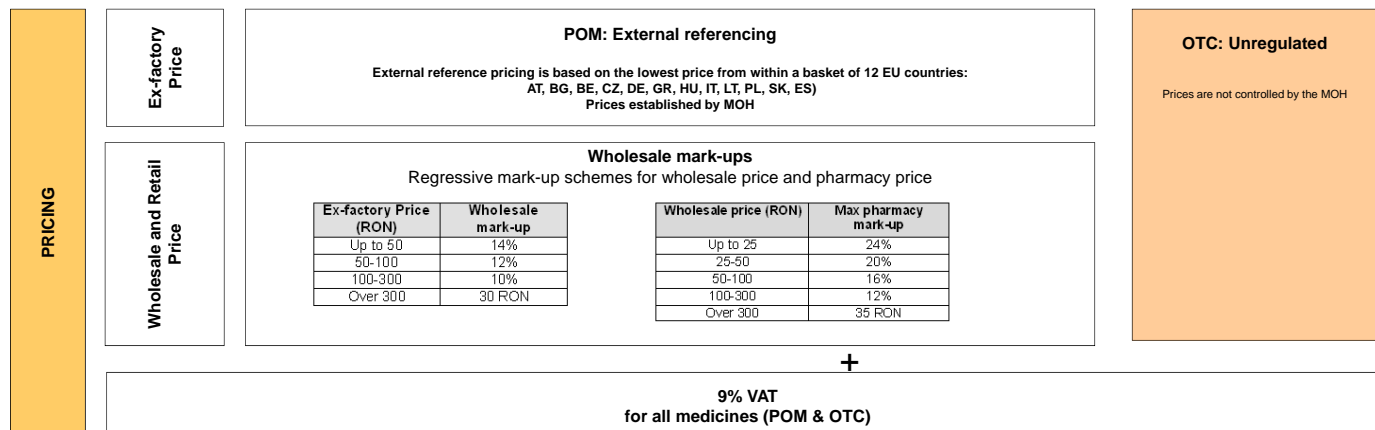 PRICING
Ex-factory
Price
POM: External referencing
External reference pricing is based on the lowest price from within a basket of 12 EU countries:
AT, BG, BE, CZ, DE, GR, HU, IT, LT, PL, SK, ES)
Prices established by MOH
OTC: Unregulated
Prices are not controlled by the MOH
Wholesale and Retail
Price
Wholesale mark-ups
Regressive mark-up schemes for wholesale price and pharmacy price
Ex-factory Price
(RON)
Wholesale
mark-up
Up to 50 14%
50-100 12%
100-300 10%
Over 300 30 RON
Wholesale price (RON)
Max pharmacy
mark-up
Up to 25 24%
25-50 20%
50-100 16%
100-300 12%
Over 300 35 RON
+
9% VAT
for all medicines (POM & OTC)